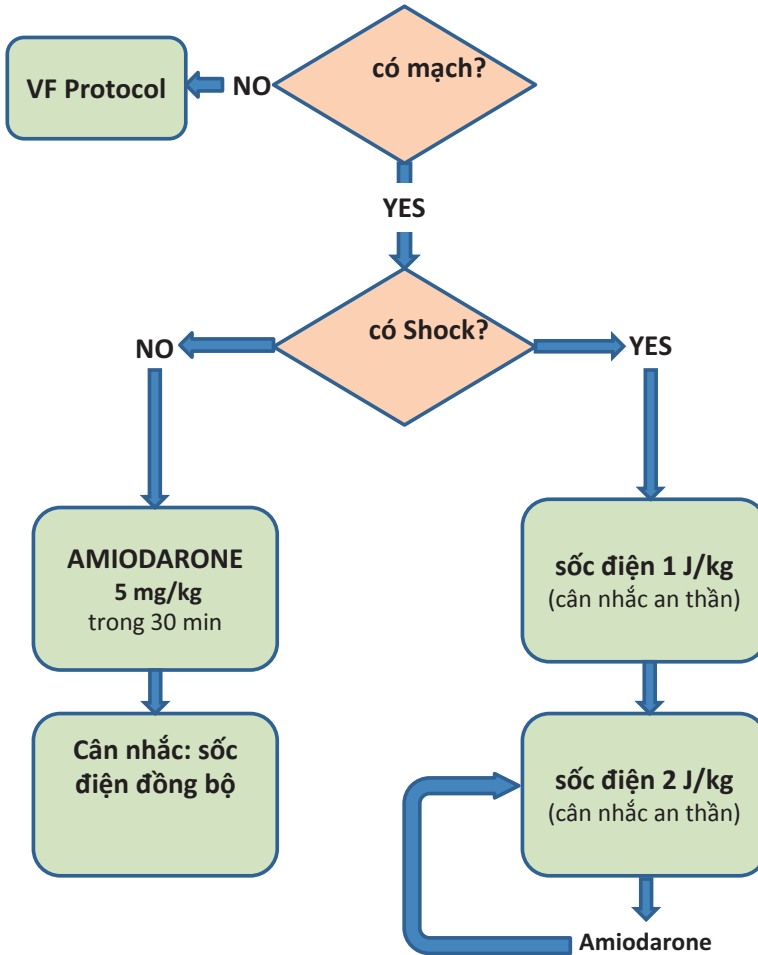 có mạch?
VF Protocol
NO
YES
có Shock?
NO
YES
AMIODARONE
5 mg/kg
trong 30 min
sốc điện 1 J/kg
(cân nhắc an thần)
Cân nhắc: sốc
điện đồng bộ
sốc điện 2 J/kg
(cân nhắc an thần)
Amiodarone